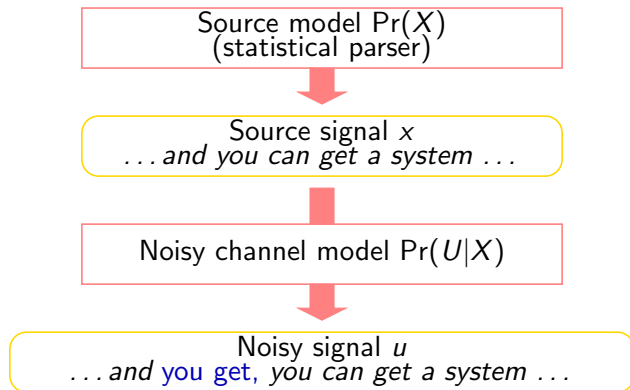 Source model Pr(X)
(statistical parser)
Source signal x
... and you can get a system ...
Noisy channel model Pr(U|X)
Noisy signal u
... and you get, you can get a system ...